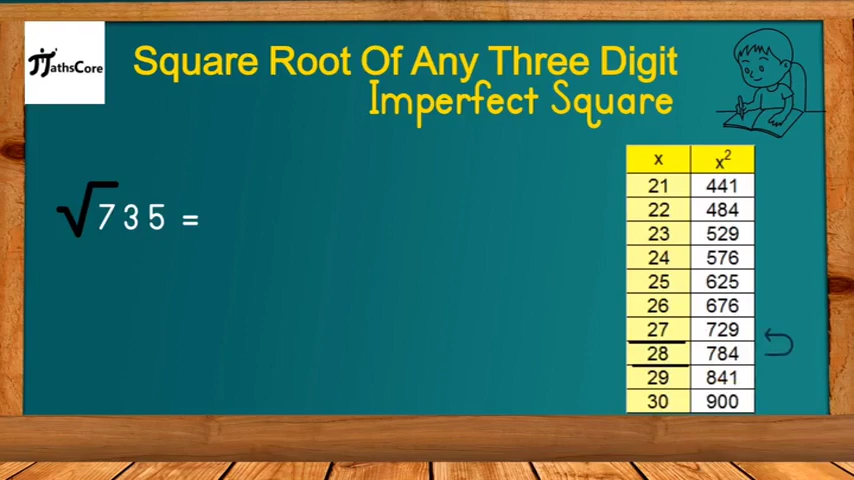 MathsCore
Square Root Of Any Three Digit
Imperfect Square
√735 =
x x²
21 441
22 484
23 529
24 576
25 625
26 676
27 729
28 784
29 841
30 900